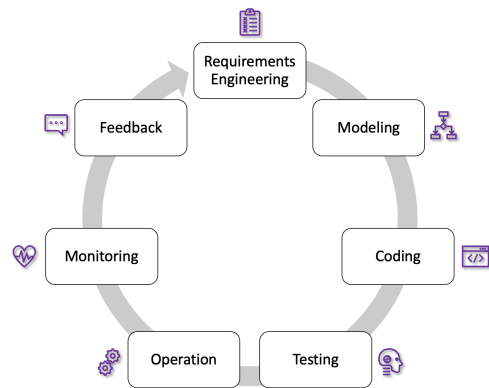 Requirements
Engineering
Modeling
Coding
Testing
Operation
Monitoring
Feedback